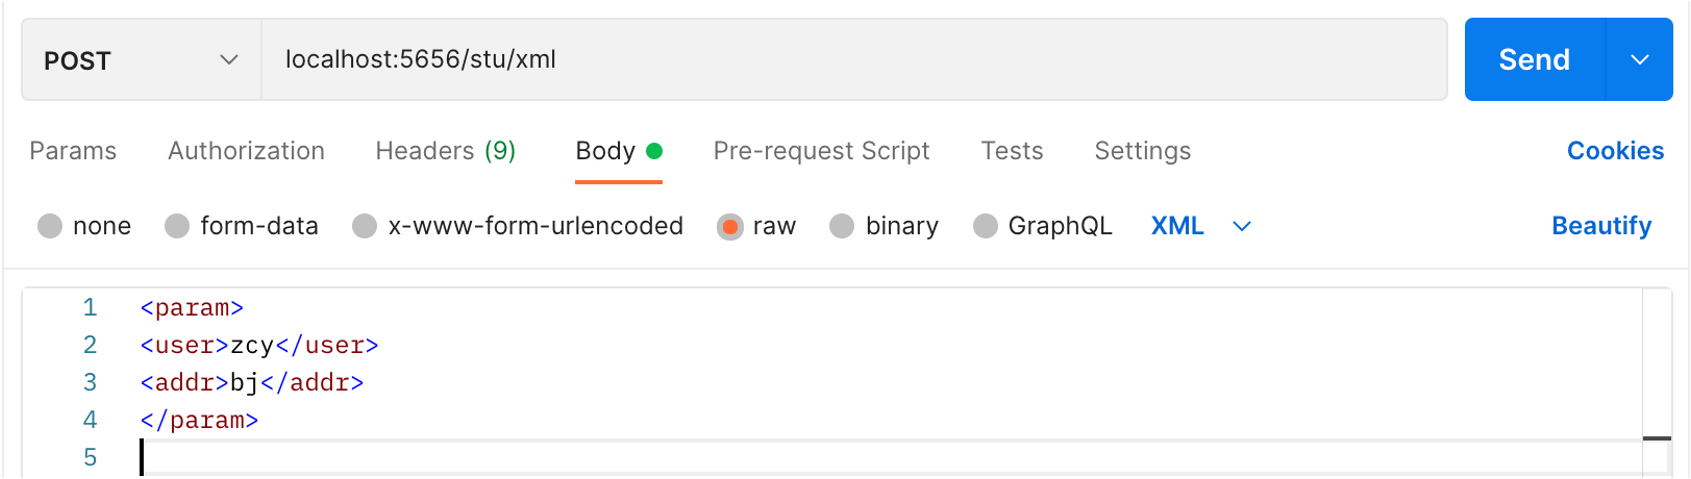 POST localhost:5656/stu/xml Send
Params Authorization Headers (9) Body Pre-request Script Tests Settings Cookies
none form-data x-www-form-urlencoded raw binary GraphQL XML Beautify
1 <param>
2 <user>zcy</user>
3 <addr>bj</addr>
4 </param>
5